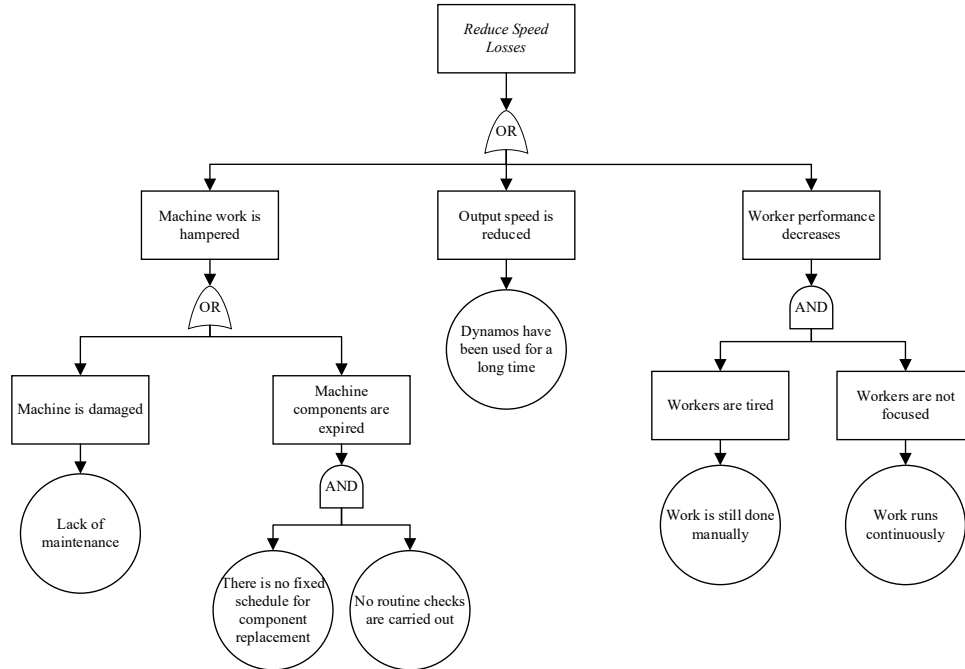 Reduce Speed
Losses
OR
Machine work is
hampered
Output speed is
reduced
Worker performance
decreases
OR
AND
Dynamos have
been used for a
long time
Machine is damaged
Machine
components are
expired
Workers are tired
Workers are not
focused
AND
Lack of
maintenance
Work is still done
manually
Work runs
continuously
There is no fixed
schedule for
component
replacement
No routine checks
are carried out